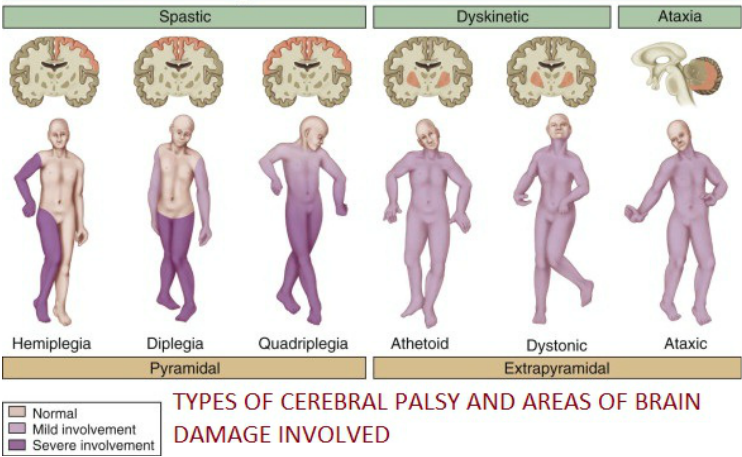 Spastic
Dyskinetic
Ataxia
Hemiplegia
Diplegia
Quadriplegia
Athetoid
Dystonic
Ataxic
Pyramidal
Extrapyramidal
Normal
Mild involvement
Severe involvement
TYPES OF CEREBRAL PALSY AND AREAS OF BRAIN
DAMAGE INVOLVED